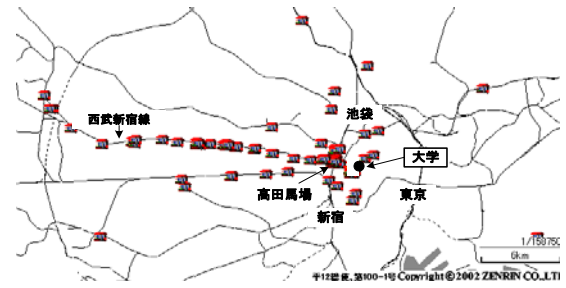 池袋
西武新宿線
大学
高田馬場
東京
新宿
1/158750
6km
平12総使、第100-1号 Copyright © 2002 ZENRIN CO.,LTD